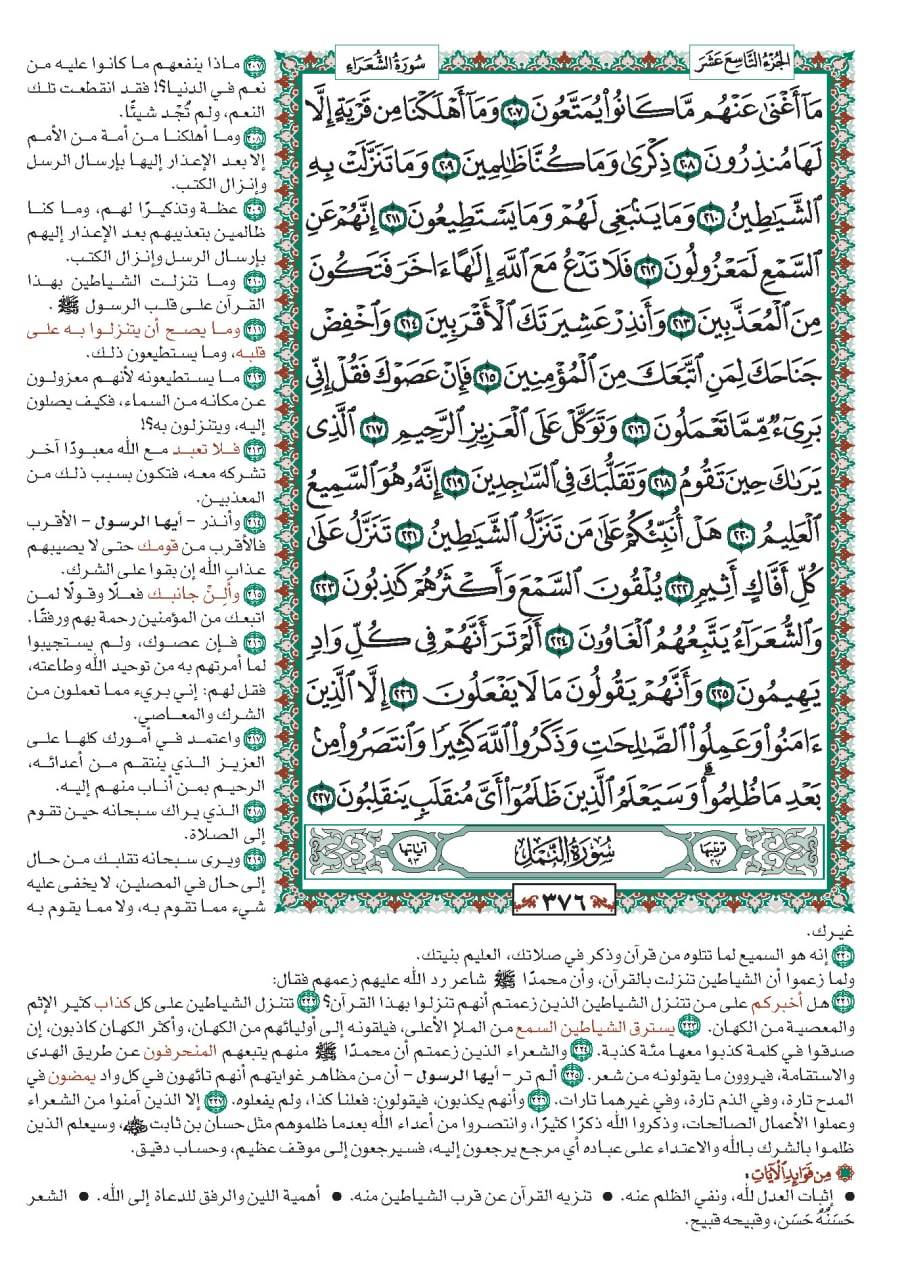 الجُزْءُ التَّاسِعَ عَشَرَ
سُورَةُ الشُّعَرَاءِ
مَآ أَغْنَىٰ عَنْهُم مَّا كَانُوا۟ يُمَتَّعُونَ ٢٠٧ وَمَآ أَهْلَكْنَا مِن قَرْيَةٍ إِلَّا
لَهَا مُنذِرُونَ ٢٠٨ ذِكْرَىٰ وَمَا كُنَّا ظَٰلِمِينَ ٢٠٩ وَمَا تَنَزَّلَتْ بِهِ
ٱلشَّيَٰطِينُ ٢١٠ وَمَا يَنۢبَغِى لَهُمْ وَمَا يَسْتَطِيعُونَ ٢١١ إِنَّهُمْ عَنِ
ٱلسَّمْعِ لَمَعْزُولُونَ ٢١٢ فَلَا تَدْعُ مَعَ ٱللَّهِ إِلَٰهًا ءَاخَرَ فَتَكُونَ
مِنَ ٱلْمُعَذَّبِينَ ٢١٣ وَأَنذِرْ عَشِيرَتَكَ ٱلْأَقْرَبِينَ ٢١٤ وَٱخْفِضْ
جَنَاحَكَ لِمَنِ ٱتَّبَعَكَ مِنَ ٱلْمُؤْمِنِينَ ٢١٥ فَإِنْ عَصَوْكَ فَقُلْ إِنِّى
بَرِىٓءٌ مِّمَّا تَعْمَلُونَ ٢١٦ وَتَوَكَّلْ عَلَى ٱلْعَزِيزِ ٱلرَّحِيمِ ٢١٧ ٱلَّذِى
يَرَىٰكَ حِينَ تَقُومُ ٢١٨ وَتَقَلُّبَكَ فِى ٱلسَّٰجِدِينَ ٢١٩ إِنَّهُۥ هُوَ ٱلسَّمِيعُ
ٱلْعَلِيمُ ٢٢٠ هَلْ أُنَبِّئُكُمْ عَلَىٰ مَن تَنَزَّلُ ٱلشَّيَٰطِينُ ٢٢١ تَنَزَّلُ عَلَىٰ
كُلِّ أَفَّاكٍ أَثِيمٍ ٢٢٢ يُلْقُونَ ٱلسَّمْعَ وَأَكْثَرُهُمْ كَٰذِبُونَ ٢٢٣
وَٱلشُّعَرَآءُ يَتَّبِعُهُمُ ٱلْغَاوُۥنَ ٢٢٤ أَلَمْ تَرَ أَنَّهُمْ فِى كُلِّ وَادٍ
يَهِيمُونَ ٢٢٥ وَأَنَّهُمْ يَقُولُونَ مَا لَا يَفْعَلُونَ ٢٢٦ إِلَّا ٱلَّذِينَ
ءَامَنُوا۟ وَعَمِلُوا۟ ٱلصَّٰلِحَٰتِ وَذَكَرُوا۟ ٱللَّهَ كَثِيرًا وَٱنتَصَرُوا۟ مِنۢ
بَعْدِ مَا ظُلِمُوا۟ ۗ وَسَيَعْلَمُ ٱلَّذِينَ ظَلَمُوٓا۟ أَىَّ مُنقَلَبٍ يَنقَلِبُونَ ٢٢٧
ترتيبها ٢٧
سُورَةُ النَّمْلِ
آياتها ٩٣
٣٧٦
٢٠٧ ماذا ينفعهم ما كانوا عليه من
نعم في الدنيا؟! فقد انقطعت تلك
النعم، ولم تُجْدِ شيئًا.
٢٠٨ وما أهلكنا من أمة من الأمم
إلا بعد الإعذار إليها بإرسال الرسل
وإنزال الكتب.
٢٠٩ عظة وتذكيرًا لهم، وما كنا
ظالمين بتعذيبهم بعد الإعذار إليهم
بإرسال الرسل وإنزال الكتب.
٢١٠ وما تنزلت الشياطين بهذا
القرآن على قلب الرسول ﷺ.
٢١١ وما يصح أن يتنزلوا به على
قلبه، وما يستطيعون ذلك.
٢١٢ ما يستطيعونه لأنهم معزولون
عن مكانه من السماء، فكيف يصلون
إليه، ويتنزلون به؟!
٢١٣ فلا تعبد مع الله معبودًا آخر
تشركه معه، فتكون بسبب ذلك من
المعذبين.
٢١٤ وأنذر - أيها الرسول - الأقرب
فالأقرب من قومك حتى لا يصيبهم
عذاب الله إن بقوا على الشرك.
٢١٥ وأَلِنْ جانبك فعلًا وقولًا لمن
اتبعك من المؤمنين رحمة بهم ورفقًا.
٢١٦ فإن عصوك، ولم يستجيبوا
لما أمرتهم به من توحيد الله وطاعته،
فقل لهم: إني بريء مما تعملون من
الشرك والمعاصي.
٢١٧ واعتمد في أمورك كلها على
العزيز الذي ينتقم من أعدائه،
الرحيم بمن أناب منهم إليه.
٢١٨ الذي يراك سبحانه حين تقوم
إلى الصلاة.
٢١٩ ويرى سبحانه تقلبك من حال
إلى حال في المصلين، لا يخفى عليه
شيء مما تقوم به، ولا مما يقوم به
غيرك.
٢٢٠ إنه هو السميع لما تتلوه من قرآن وذكر في صلاتك، العليم بنيتك.
ولما زعموا أن الشياطين تنزلت بالقرآن، وأن محمدًا ﷺ شاعر رد الله عليهم زعمهم فقال:
٢٢١ هل أخبركم على من تتنزل الشياطين الذين زعمتم أنهم تنزلوا بهذا القرآن؟ ٢٢٢ تتنزل الشياطين على كل كذاب كثير الإثم
والمعصية من الكهان. ٢٢٣ يسترق الشياطين السمع من الملإ الأعلى، فيلقونه إلى أوليائهم من الكهان، وأكثر الكهان كاذبون، إن
صدقوا في كلمة كذبوا معها مئة كذبة. ٢٢٤ والشعراء الذين زعمتم أن محمدًا ﷺ منهم يتبعهم المنحرفون عن طريق الهدى
والاستقامة، فيروون ما يقولونه من شعر. ٢٢٥ ألم تر - أيها الرسول - أن من مظاهر غوايتهم أنهم تائهون في كل واد يمضون في
المدح تارة، وفي الذم تارة، وفي غيرهما تارات. ٢٢٦ وأنهم يكذبون، فيقولون: فعلنا كذا، ولم يفعلوه. ٢٢٧ إلا الذين آمنوا من الشعراء
وعملوا الأعمال الصالحات، وذكروا الله ذكرًا كثيرًا، وانتصروا من أعداء الله بعدما ظلموهم مثل حسان بن ثابت رضي الله عنه، وسيعلم الذين
ظلموا بالشرك بالله والاعتداء على عباده أي مرجع يرجعون إليه، فسيرجعون إلى موقف عظيم، وحساب دقيق.
مِن فَوَائِدِ الْآيَاتِ:
• إثبات العدل لله، ونفي الظلم عنه. • تنزيه القرآن عن قرب الشياطين منه. • أهمية اللين والرفق للدعاة إلى الله. • الشعر
حَسَنُهُ حَسَن، وقبيحه قبيح.